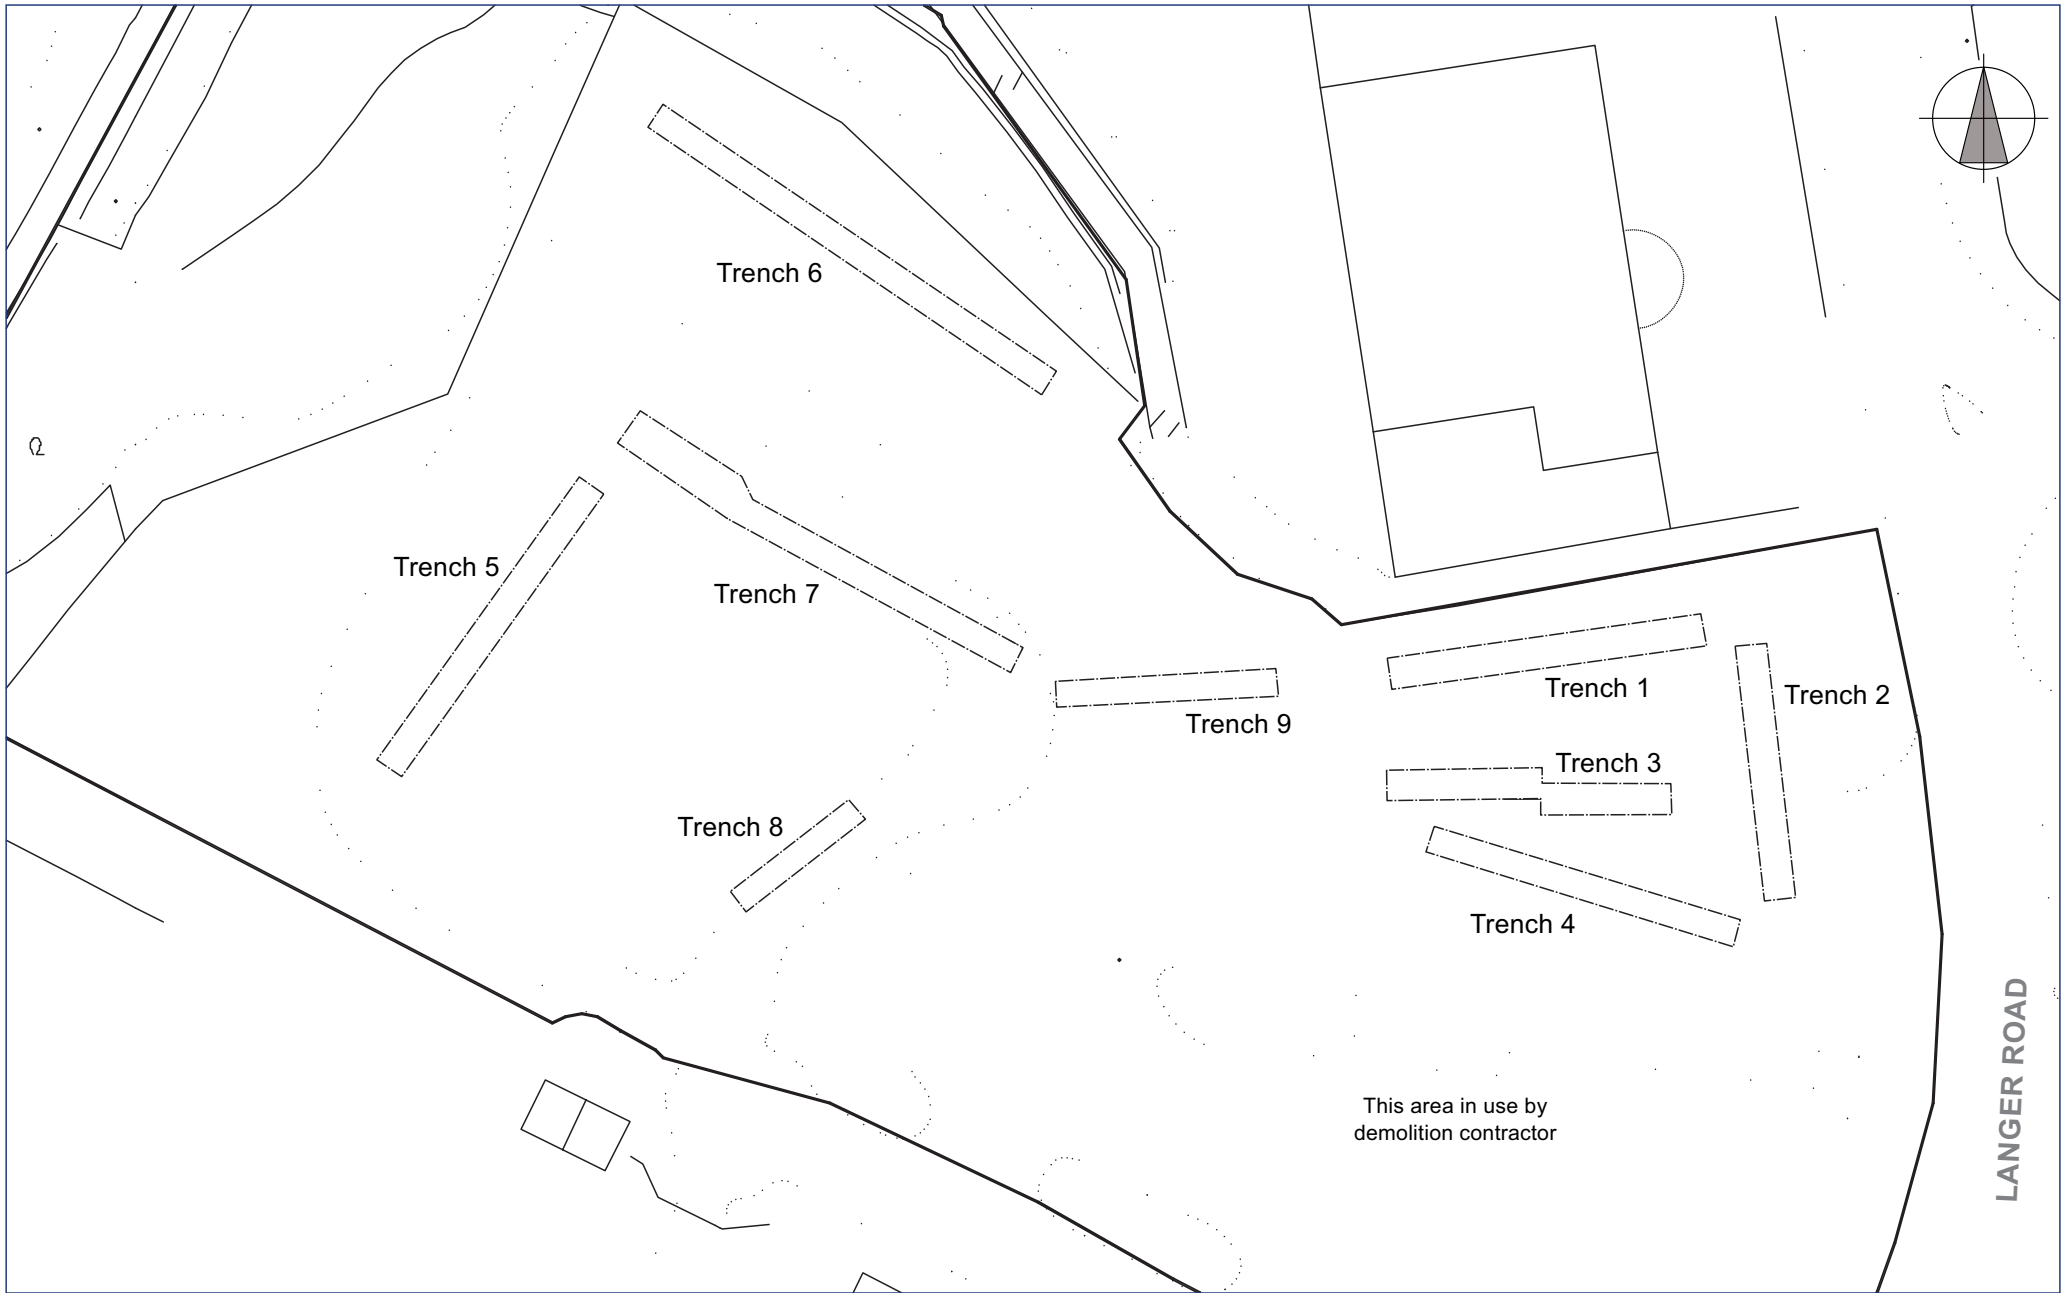 Trench 6
Trench 5
Trench 7
Trench 1
Trench 2
Trench 9
Trench 3
Trench 8
Trench 4
This area in use by
demolition contractor
LANGER ROAD